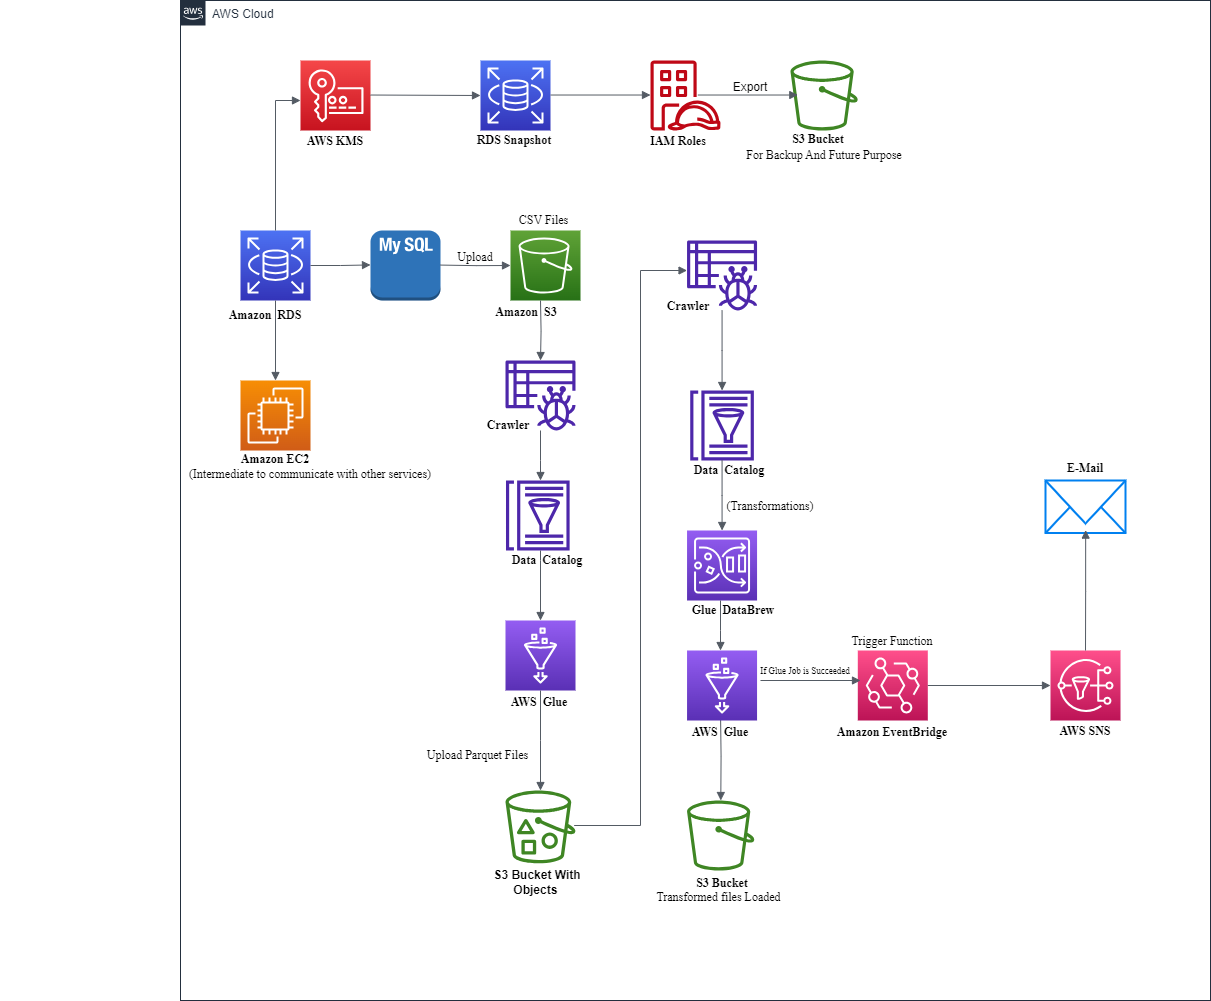 aws
AWS Cloud
Export
AWS KMS
RDS Snapshot
IAM Roles
S3 Bucket
For Backup And Future Purpose
CSV Files
My SQL
Upload
Amazon RDS
Amazon S3
Crawler
Crawler
Amazon EC2
(Intermediate to communicate with other services)
Data Catalog
E-Mail
(Transformations)
Data Catalog
Glue DataBrew
Trigger Function
If Glue Job is Succeeded
AWS Glue
AWS Glue
Amazon EventBridge
AWS SNS
Upload Parquet Files
S3 Bucket With
Objects
S3 Bucket
Transformed files Loaded